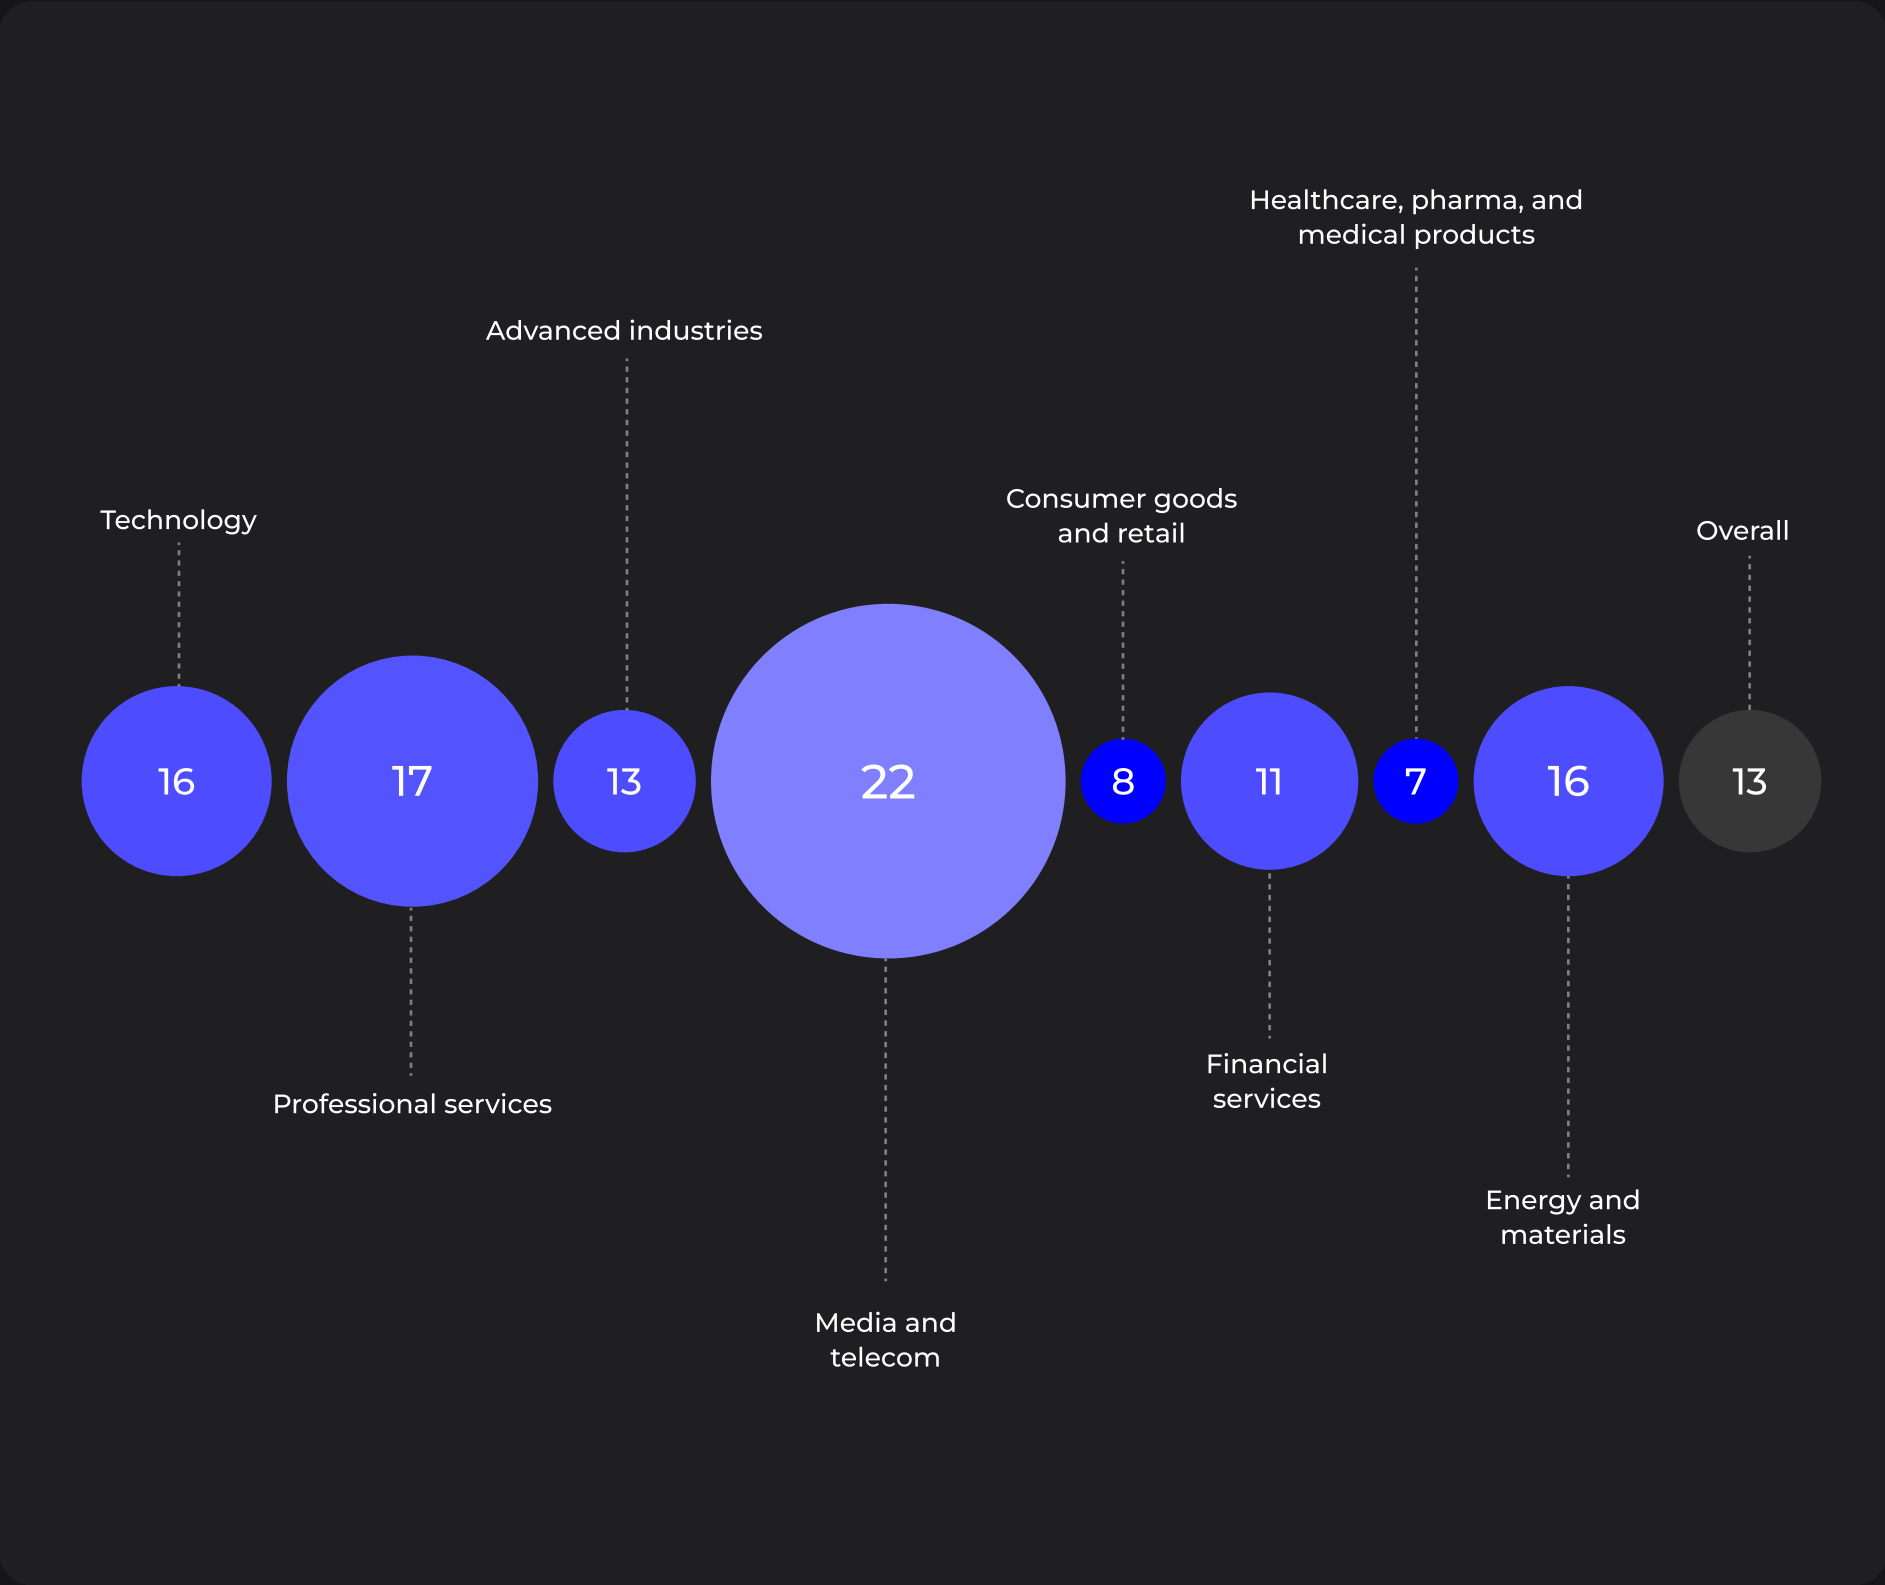 Healthcare, pharma, and
medical products
Advanced industries
Consumer goods
and retail
Technology
Overall
16
17
13
22
8
11
7
16
13
Financial
services
Professional services
Energy and
materials
Media and
telecom